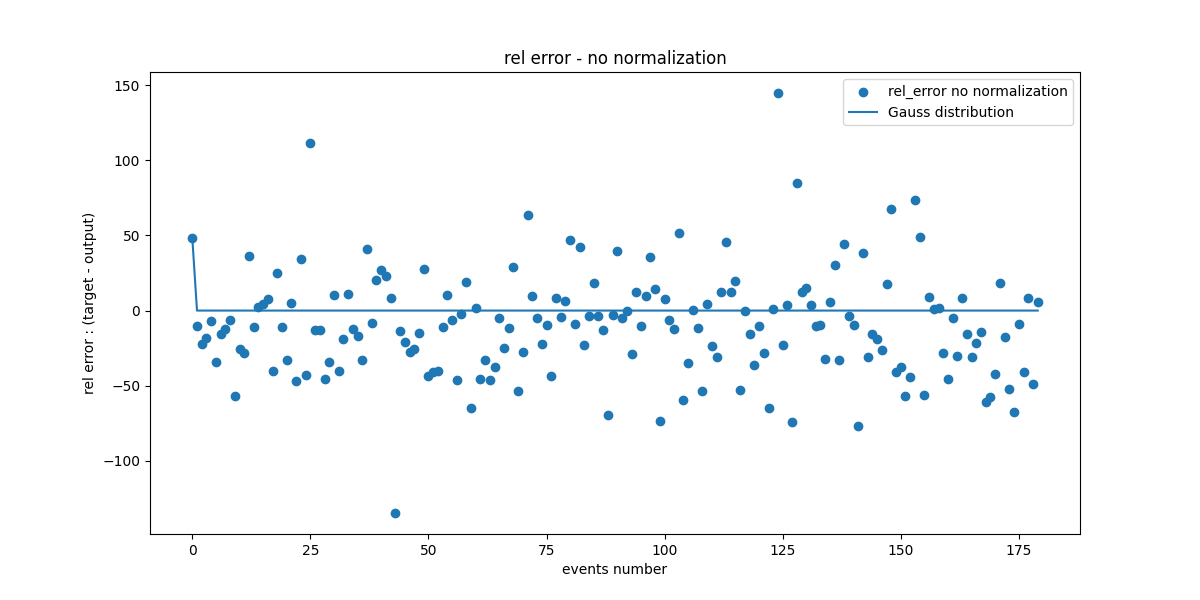 rel error - no normalization
rel_error no normalization
Gauss distribution
rel error : (target - output)
150
100
50
0
−50
−100
0
25
50
75
100
125
150
175
events number